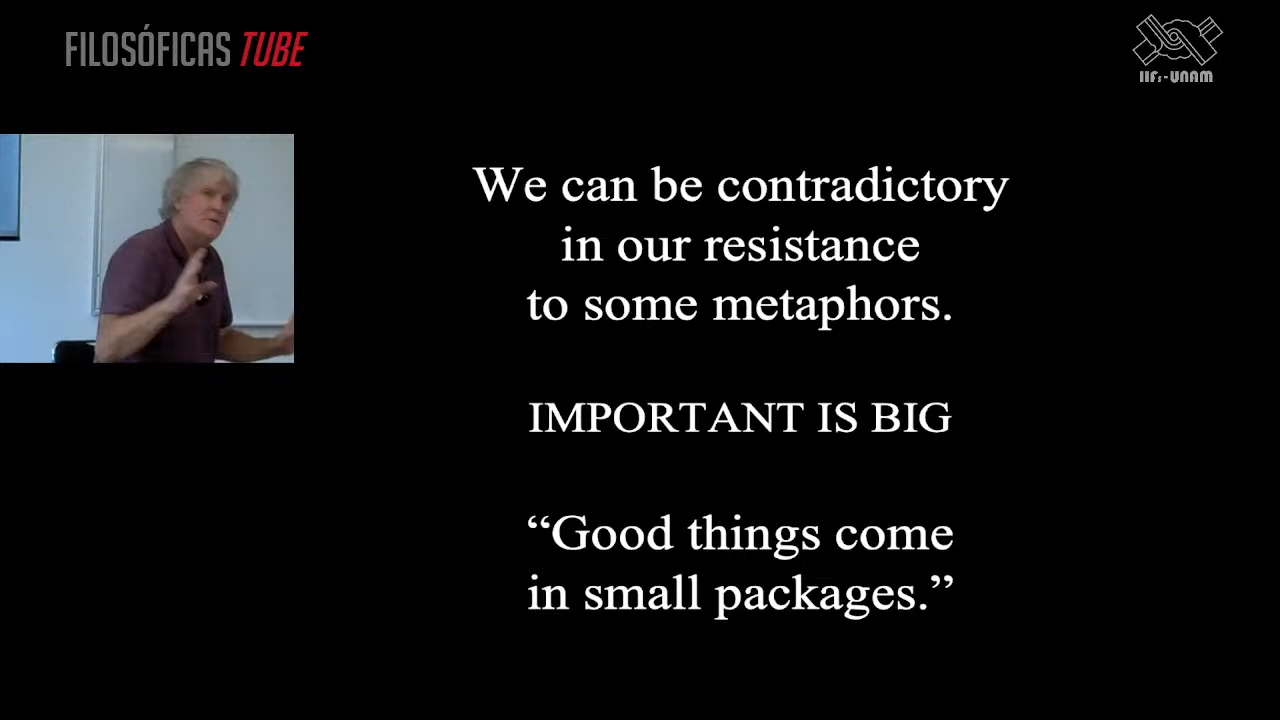 FILOSÓFICAS TUBE
IIFs-UNAM
We can be contradictory
in our resistance
to some metaphors.
IMPORTANT IS BIG
“Good things come
in small packages.”